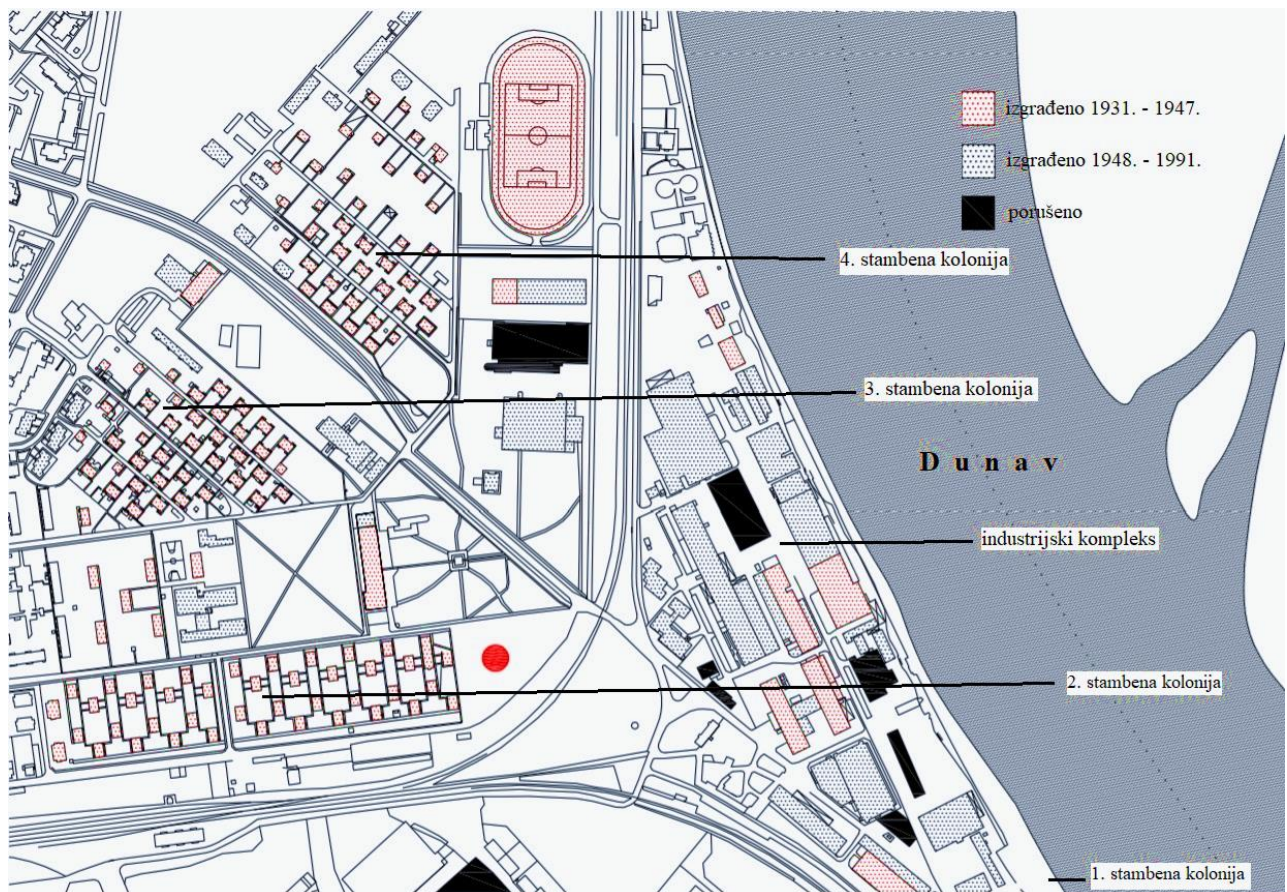 izgrađeno 1931. - 1947.
izgrađeno 1948. - 1991.
porušeno
4. stambena kolonija
3. stambena kolonija
Dunav
industrijski kompleks
2. stambena kolonija
1. stambena kolonija